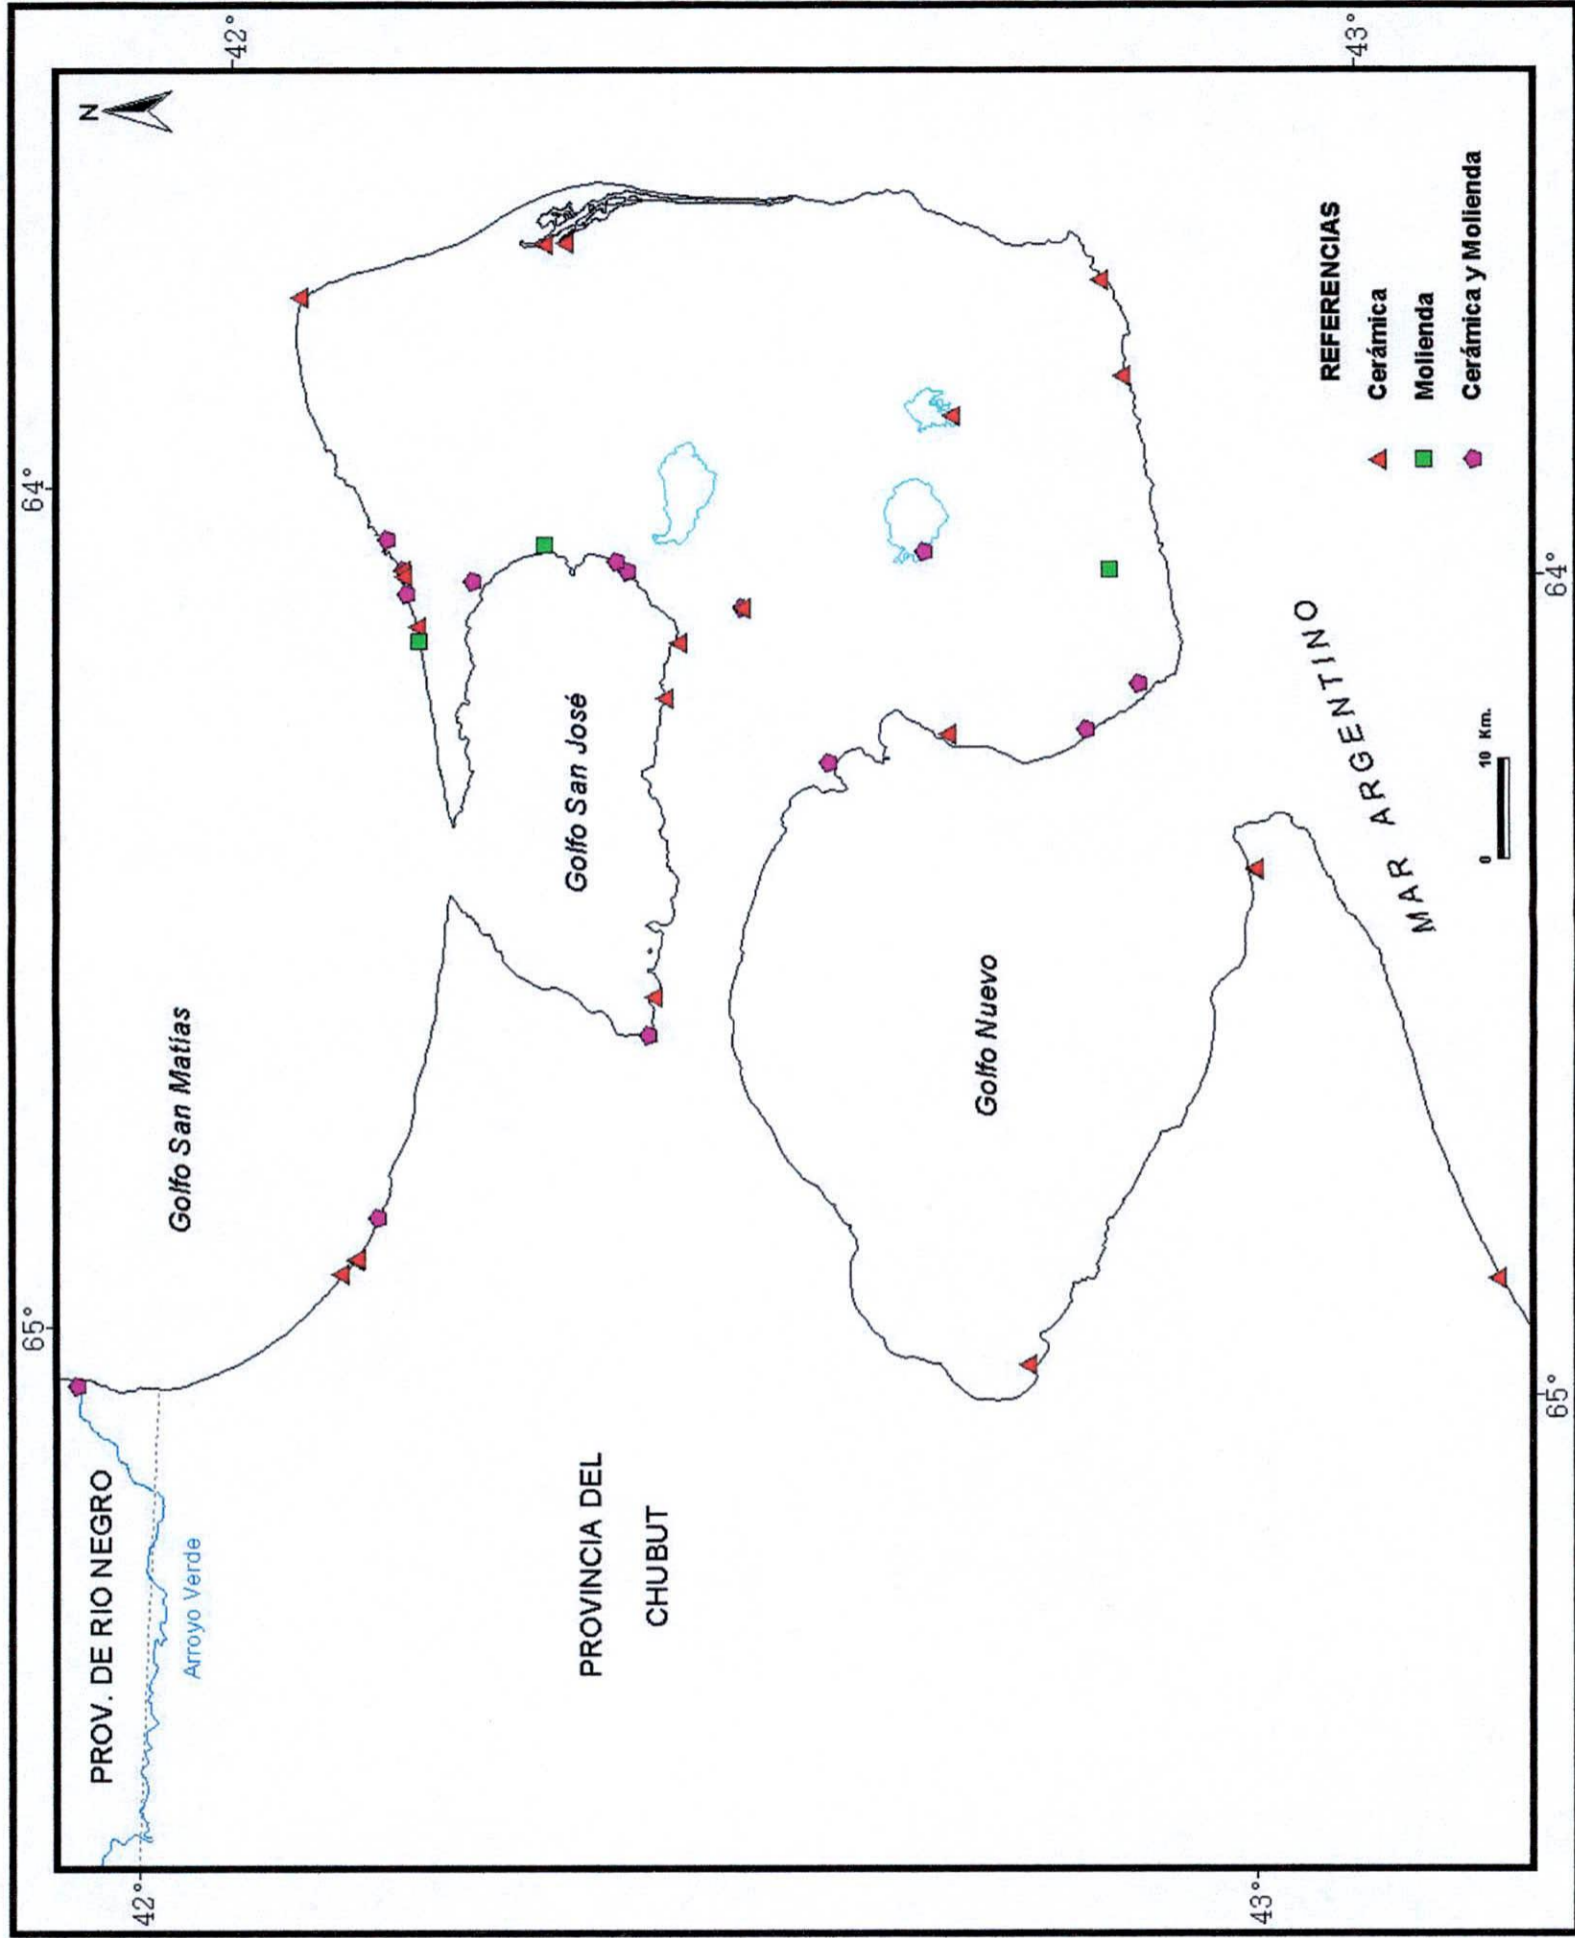 65°
64°
42°
N
PROV. DE RIO NEGRO
Arroyo Verde
Golfo San Matías
Golfo San José
PROVINCIA DEL
CHUBUT
Golfo Nuevo
MAR ARGENTINO
REFERENCIAS
Cerámica
Molienda
Cerámica y Molienda
0 10 Km.
42°
43°
43°
65°
64°